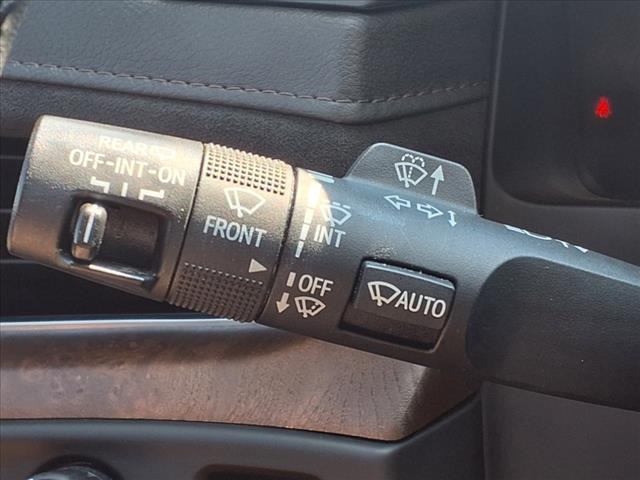 REAR
OFF-INT-ON
FRONT
INT
OFF
AUTO